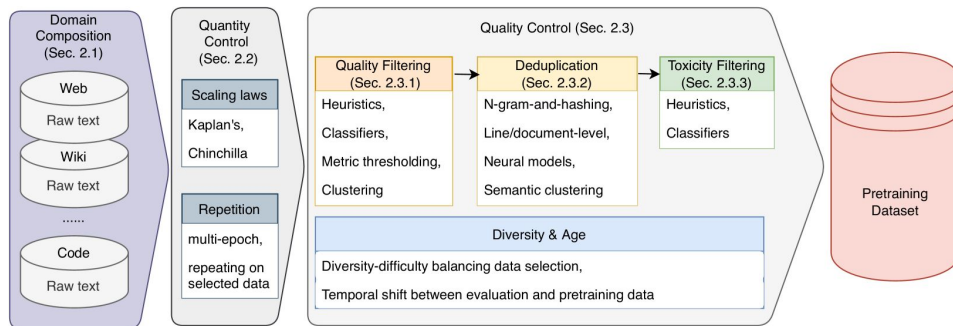 Domain
Composition
(Sec. 2.1)
Web
Raw text
Wiki
Raw text
......
Code
Raw text
Quantity
Control
(Sec. 2.2)
Scaling laws
Kaplan's,
Chinchilla
Repetition
multi-epoch,
repeating on
selected data
Quality Control (Sec. 2.3)
Quality Filtering
(Sec. 2.3.1)
Heuristics,
Classifiers,
Metric thresholding,
Clustering
Deduplication
(Sec. 2.3.2)
N-gram-and-hashing,
Line/document-level,
Neural models,
Semantic clustering
Toxicity Filtering
(Sec. 2.3.3)
Heuristics,
Classifiers
Diversity & Age
Diversity-difficulty balancing data selection,
Temporal shift between evaluation and pretraining data
Pretraining
Dataset